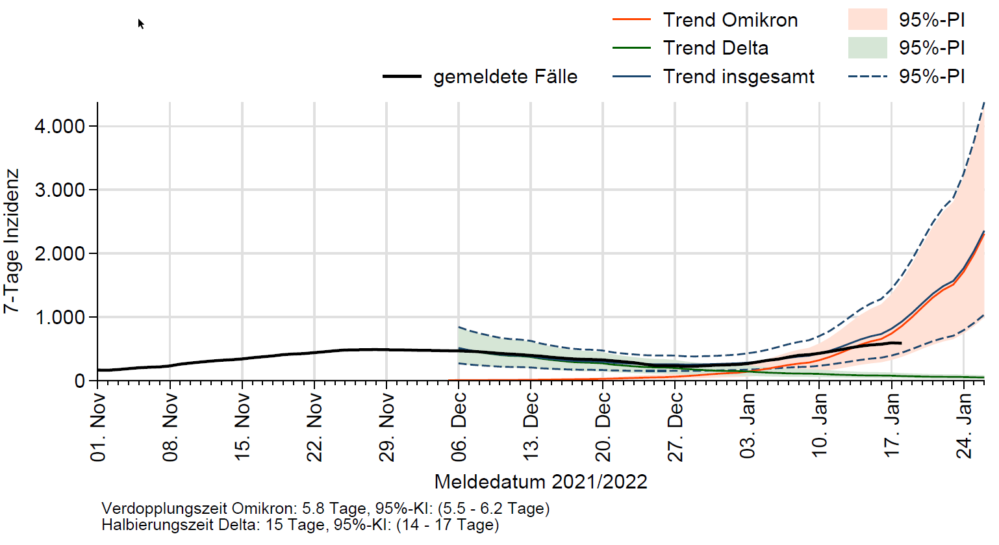 Trend Omikron 95%-PI
Trend Delta 95%-PI
gemeldete Fälle Trend insgesamt 95%-PI
7-Tage Inzidenz
4.000
3.000
2.000
1.000
0
01. Nov
08. Nov
15. Nov
22. Nov
29. Nov
06. Dec
13. Dec
20. Dec
27. Dec
03. Jan
10. Jan
17. Jan
24. Jan
Meldedatum 2021/2022
Verdopplungszeit Omikron: 5.8 Tage, 95%-KI: (5.5 - 6.2 Tage)
Halbierungszeit Delta: 15 Tage, 95%-KI: (14 - 17 Tage)